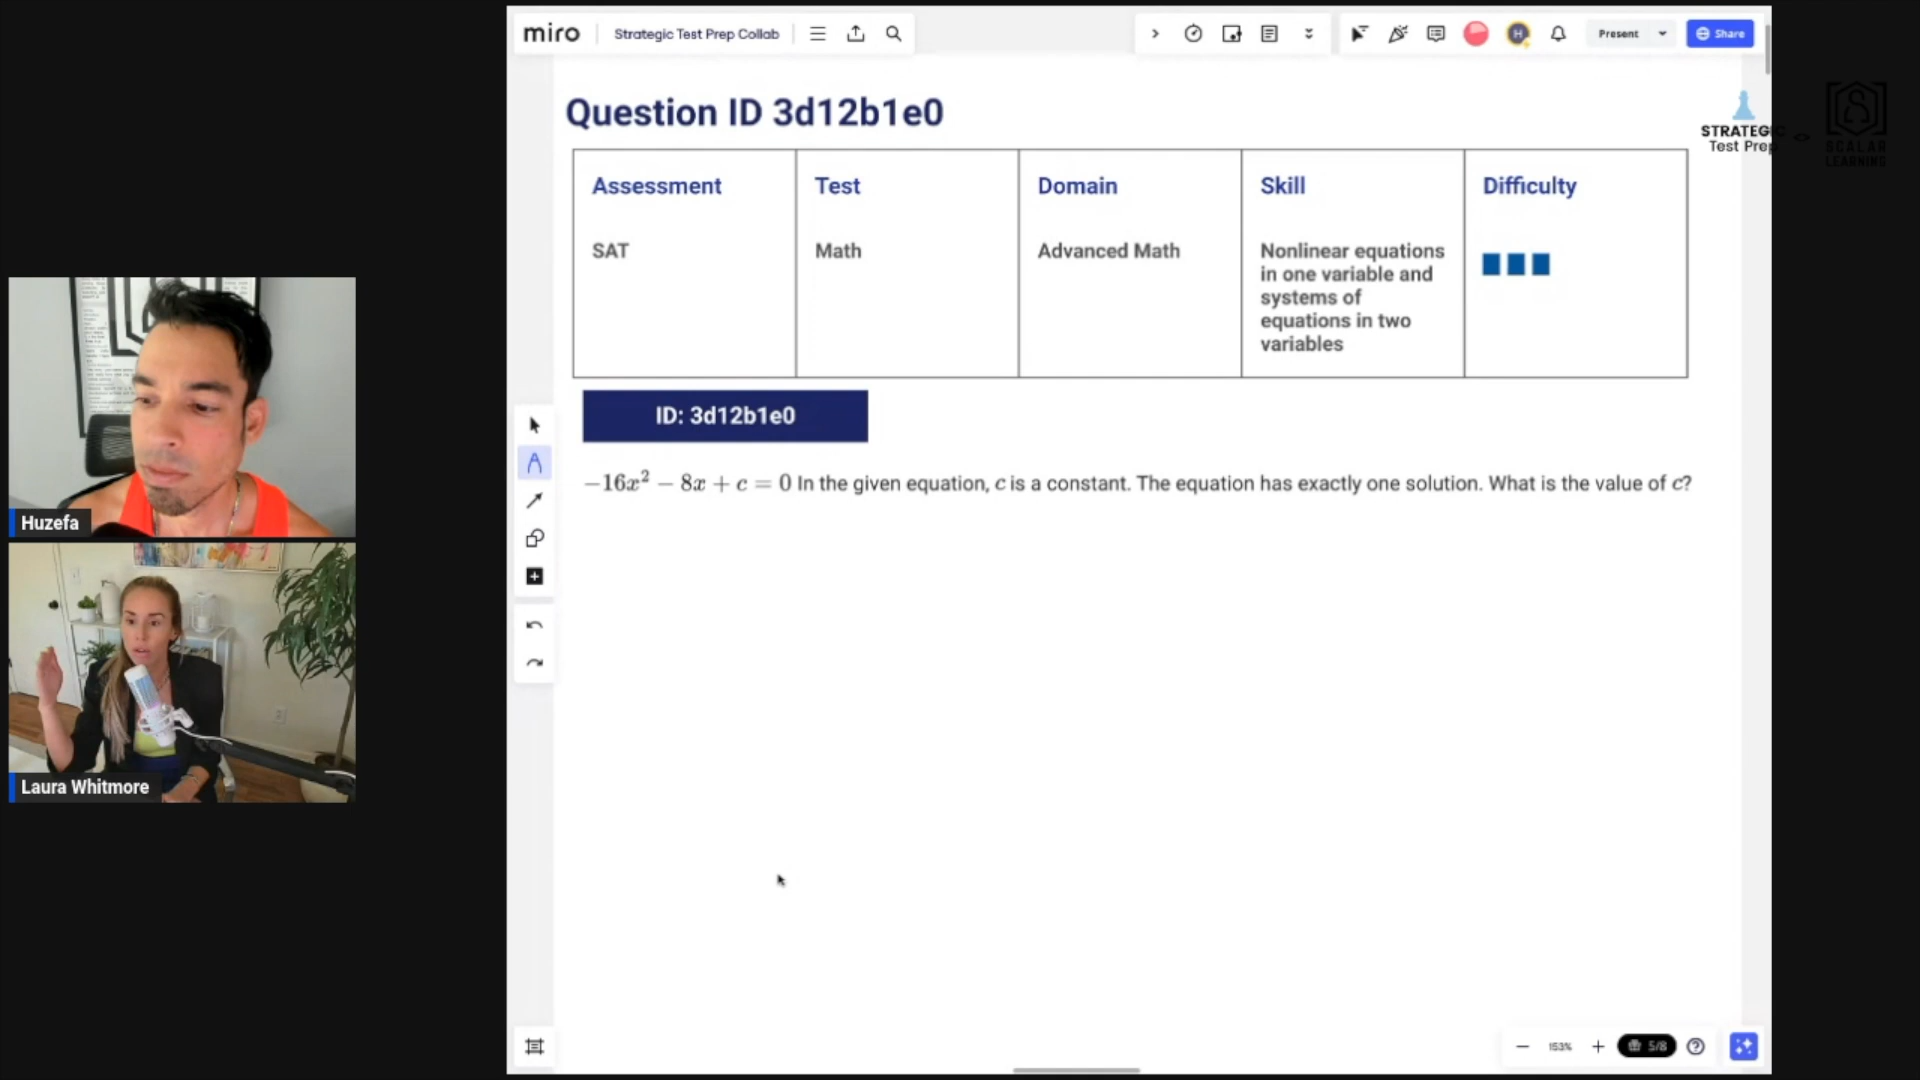 miro
Strategic Test Prep Collab
Present
Share
H
Question ID 3d12b1e0
STRATEGIC
Test Prep
SCALAR
LEARNING
Assessment
Test
Domain
Skill
Difficulty
SAT
Math
Advanced Math
Nonlinear equations
in one variable and
systems of
equations in two
variables
ID: 3d12b1e0
−16x² − 8x + c = 0 In the given equation, c is a constant. The equation has exactly one solution. What is the value of c?
Huzefa
Laura Whitmore
153%
5/8